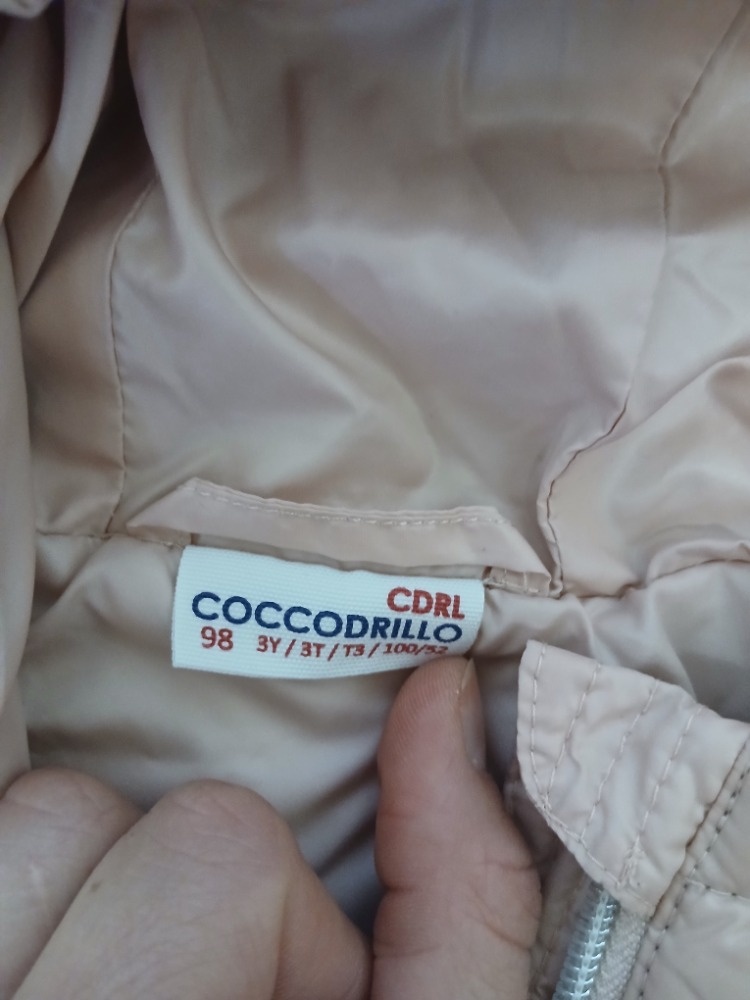 CDRL
COCCODRILLO
98 3Y / 3T / T3 / 100/52